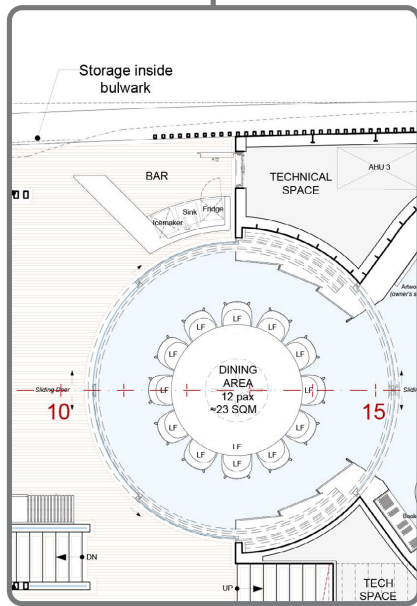 Storage inside
bulwark
BAR
TECHNICAL
SPACE
AHU 3
Icemaker
Sink
Fridge
LF
LF
LF
LF
LF
LF
LF
LF
LF
LF
LF
LF
DINING
AREA
12 pax
≈23 SQM
Sliding Door
10
15
DN
UP
TECH
SPACE